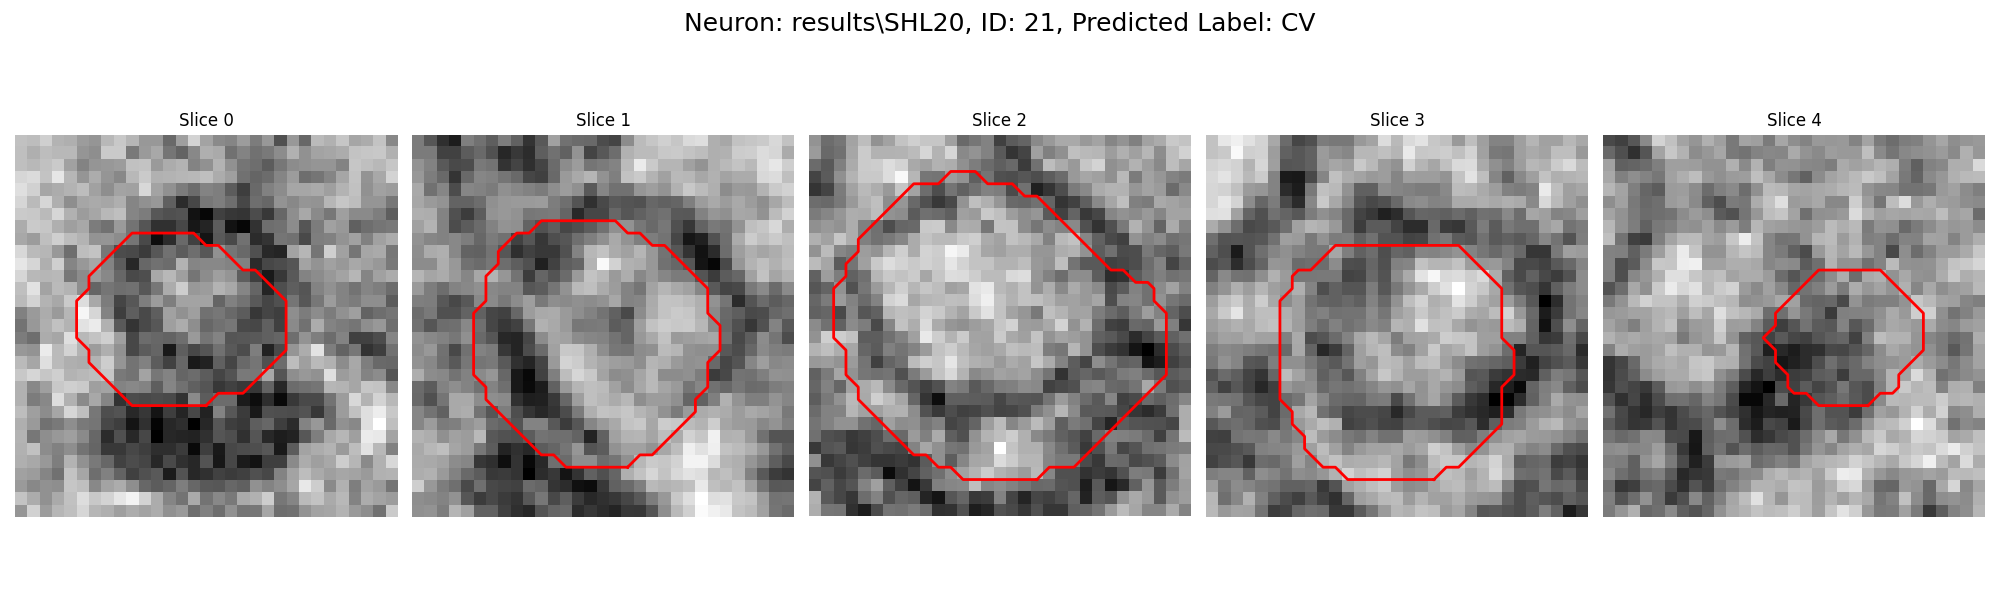 Neuron: results\SHL20, ID: 21, Predicted Label: CV
Slice 0
Slice 1
Slice 2
Slice 3
Slice 4